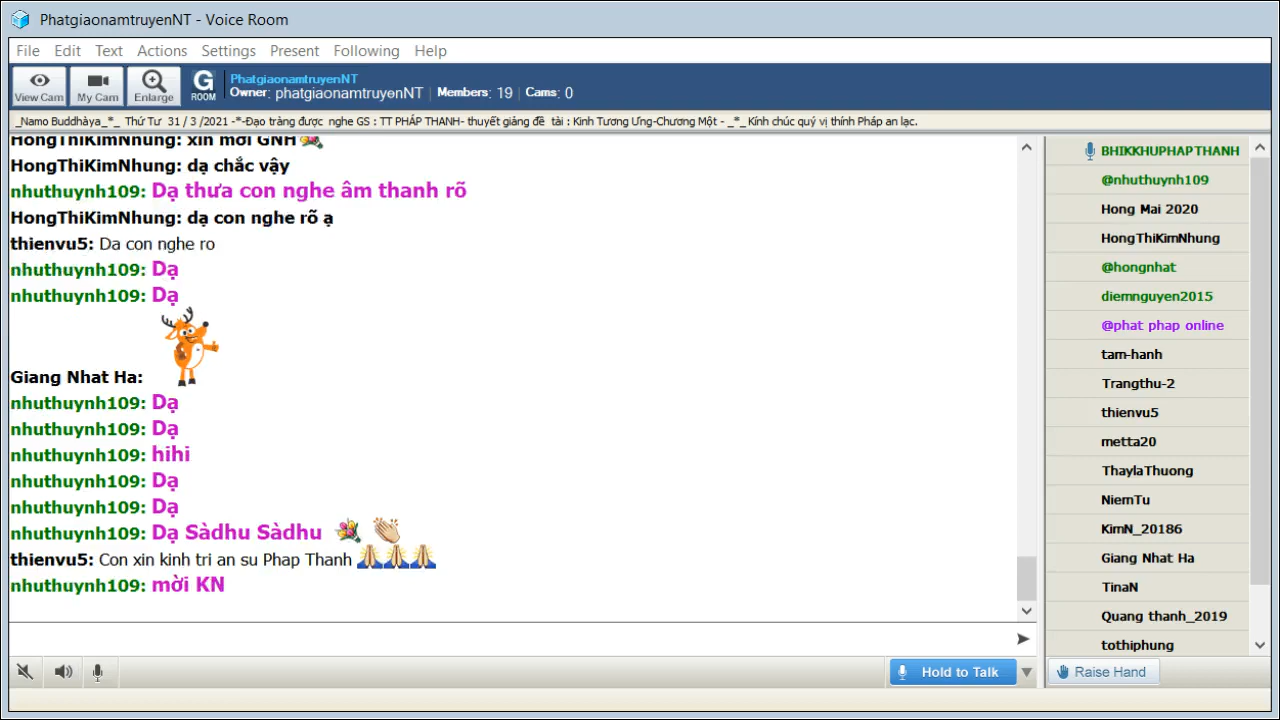 PhatgiaonamtruyenNT - Voice Room
File Edit Text Actions Settings Present Following Help
View Cam My Cam Enlarge G ROOM
PhatgiaonamtruyenNT
Owner: phatgiaonamtruyenNT | Members: 19 | Cams: 0
_Namo Buddhàya_*_ Thứ Tư 31 / 3 /2021 -*-Đạo tràng được nghe GS : TT PHÁP THANH- thuyết giảng đề tài : Kinh Tương Ưng-Chương Một - _*_ Kính chúc quý vị thính Pháp an lạc.
HongThiKimNhung: xin mời GNH
HongThiKimNhung: dạ chắc vậy
nhuthuynh109: Dạ thưa con nghe âm thanh rõ
HongThiKimNhung: dạ con nghe rõ ạ
thienvu5: Da con nghe ro
nhuthuynh109: Dạ
nhuthuynh109: Dạ
Giang Nhat Ha:
nhuthuynh109: Dạ
nhuthuynh109: Dạ
nhuthuynh109: hihi
nhuthuynh109: Dạ
nhuthuynh109: Dạ
nhuthuynh109: Dạ Sàdhu Sàdhu
thienvu5: Con xin kinh tri an su Phap Thanh
nhuthuynh109: mời KN
BHIKKHUPHAPTHANH
@nhuthuynh109
Hong Mai 2020
HongThiKimNhung
@hongnhat
diemnguyen2015
@phat phap online
tam-hanh
Trangthu-2
thienvu5
metta20
ThaylaThuong
NiemTu
KimN_20186
Giang Nhat Ha
TinaN
Quang thanh_2019
tothiphung
Hold to Talk
Raise Hand